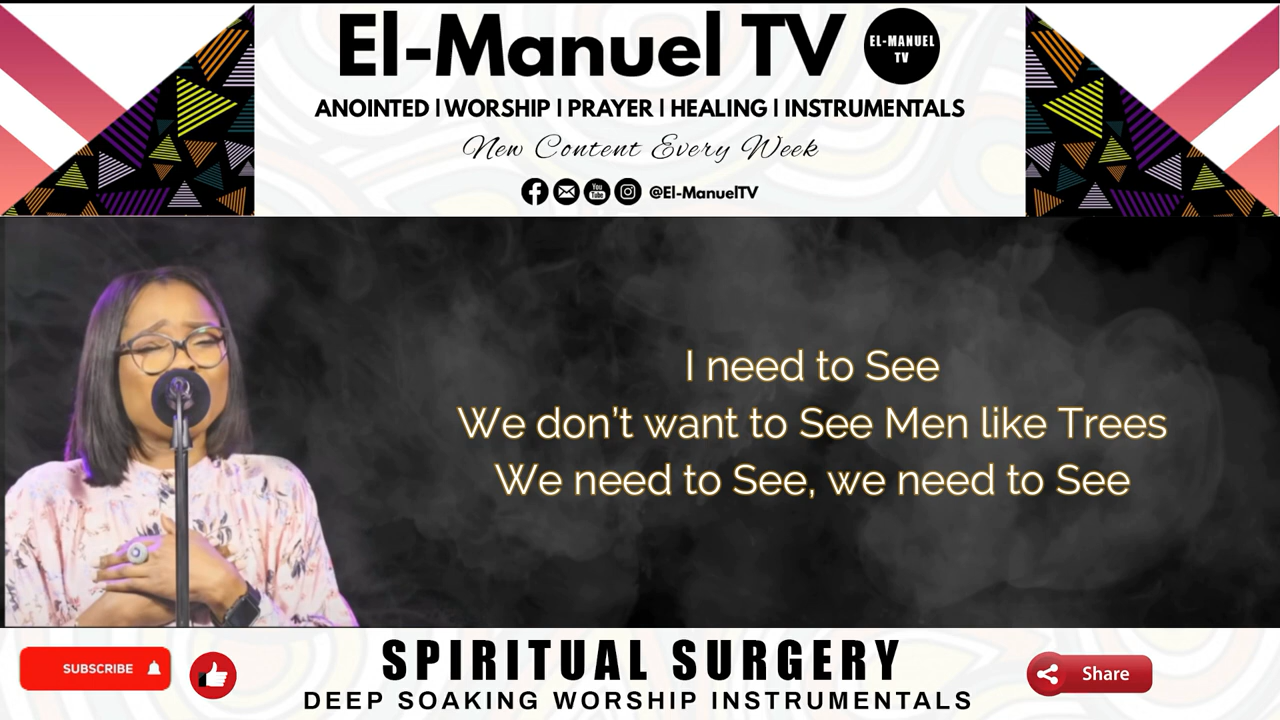 El-Manuel TV
EL-MANUEL
TV
ANOINTED | WORSHIP | PRAYER | HEALING | INSTRUMENTALS
New Content Every Week
You
Tube
@El-ManuelTV
I need to See
We don't want to See Men like Trees
We need to See, we need to See
SUBSCRIBE
SPIRITUAL SURGERY
Share
DEEP SOAKING WORSHIP INSTRUMENTALS